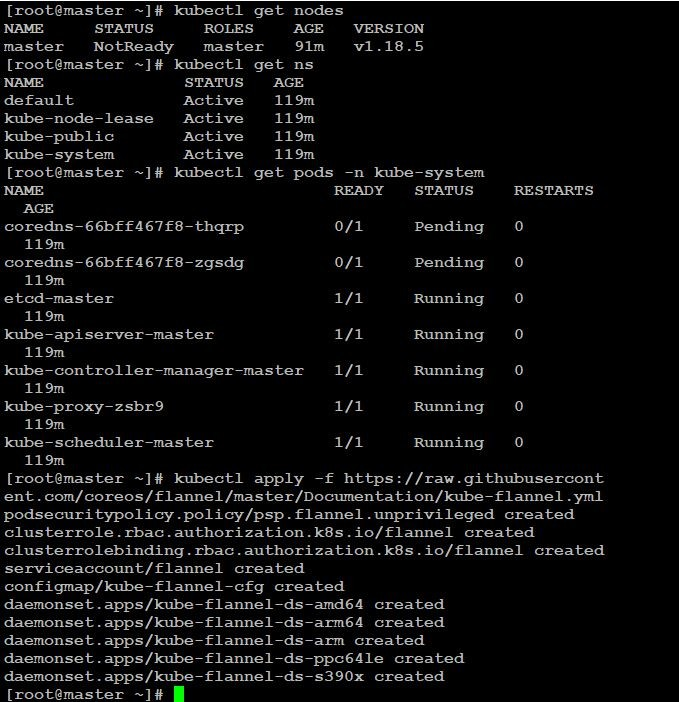 [root@master ~]# kubectl get nodes
NAME     STATUS     ROLES    AGE   VERSION
master   NotReady   master   91m   v1.18.5
[root@master ~]# kubectl get ns
NAME              STATUS   AGE
default           Active   119m
kube-node-lease   Active   119m
kube-public       Active   119m
kube-system       Active   119m
[root@master ~]# kubectl get pods -n kube-system
NAME                             READY   STATUS    RESTARTS
  AGE
coredns-66bff467f8-thqrp         0/1     Pending   0
  119m
coredns-66bff467f8-zgsdg         0/1     Pending   0
  119m
etcd-master                      1/1     Running   0
  119m
kube-apiserver-master            1/1     Running   0
  119m
kube-controller-manager-master   1/1     Running   0
  119m
kube-proxy-zsbr9                 1/1     Running   0
  119m
kube-scheduler-master            1/1     Running   0
  119m
[root@master ~]# kubectl apply -f https://raw.githubusercont
ent.com/coreos/flannel/master/Documentation/kube-flannel.yml
podsecuritypolicy.policy/psp.flannel.unprivileged created
clusterrole.rbac.authorization.k8s.io/flannel created
clusterrolebinding.rbac.authorization.k8s.io/flannel created
serviceaccount/flannel created
configmap/kube-flannel-cfg created
daemonset.apps/kube-flannel-ds-amd64 created
daemonset.apps/kube-flannel-ds-arm64 created
daemonset.apps/kube-flannel-ds-arm created
daemonset.apps/kube-flannel-ds-ppc64le created
daemonset.apps/kube-flannel-ds-s390x created
[root@master ~]#